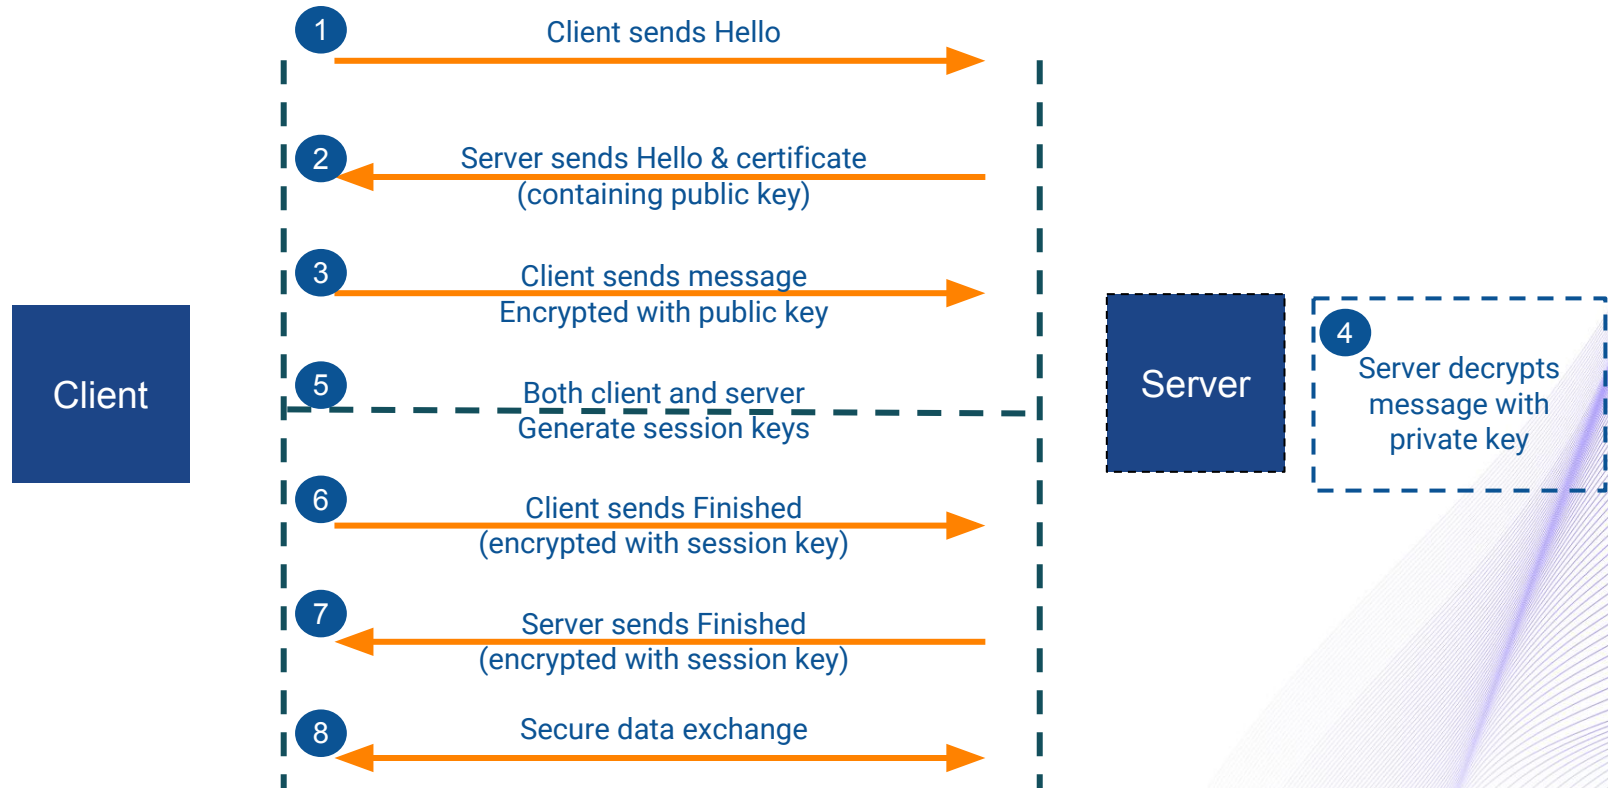 1
Client sends Hello
2
Server sends Hello & certificate
(containing public key)
3
Client sends message
Encrypted with public key
Client
Server
4
Server decrypts
message with
private key
5
Both client and server
Generate session keys
6
Client sends Finished
(encrypted with session key)
7
Server sends Finished
(encrypted with session key)
8
Secure data exchange